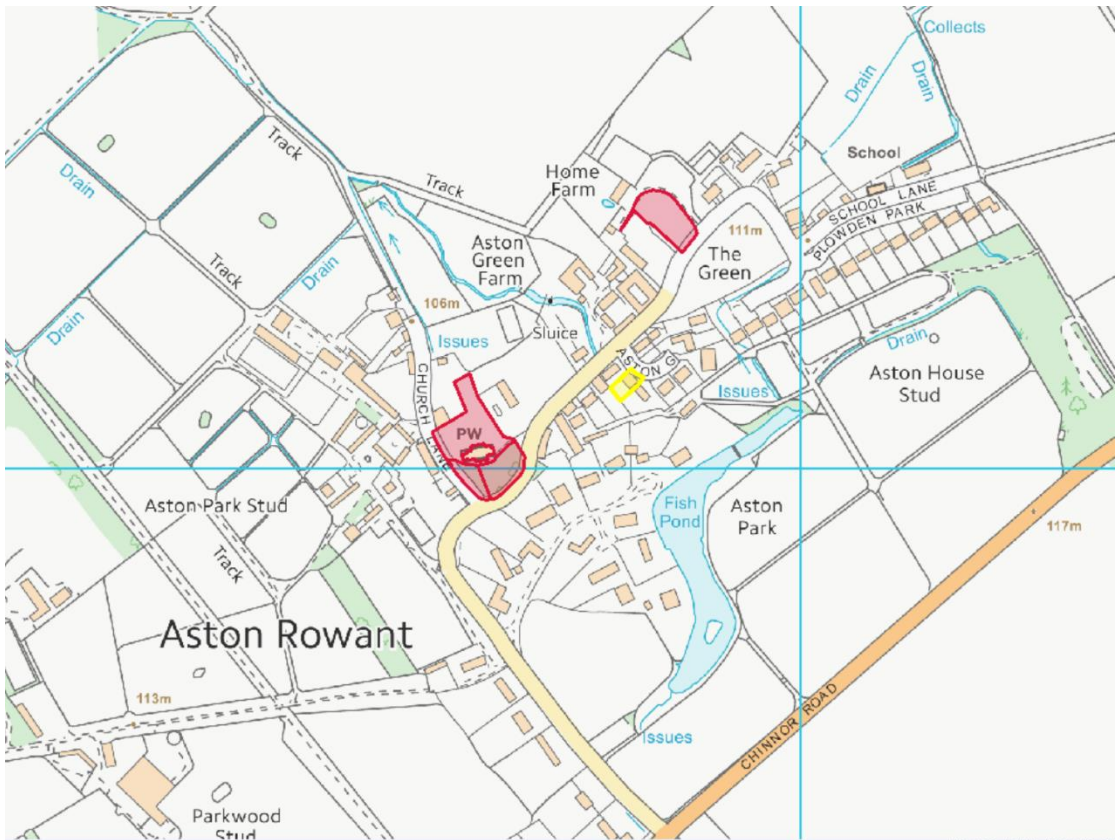 Collects
Drain
Drain
School
Track
Track
Home
Farm
SCHOOL LANE
PLOWDEN PARK
Drain
111m
The
Green
Aston
Green
Farm
Track
Drain
106m
Sluice
Issues
ASTON G
Drain
Drain
Aston House
Stud
Issues
CHURCH LANE
PW
Aston Park Stud
Fish
Pond
Aston
Park
117m
Track
Aston Rowant
113m
CHINNOR ROAD
Issues
Parkwood
Stud